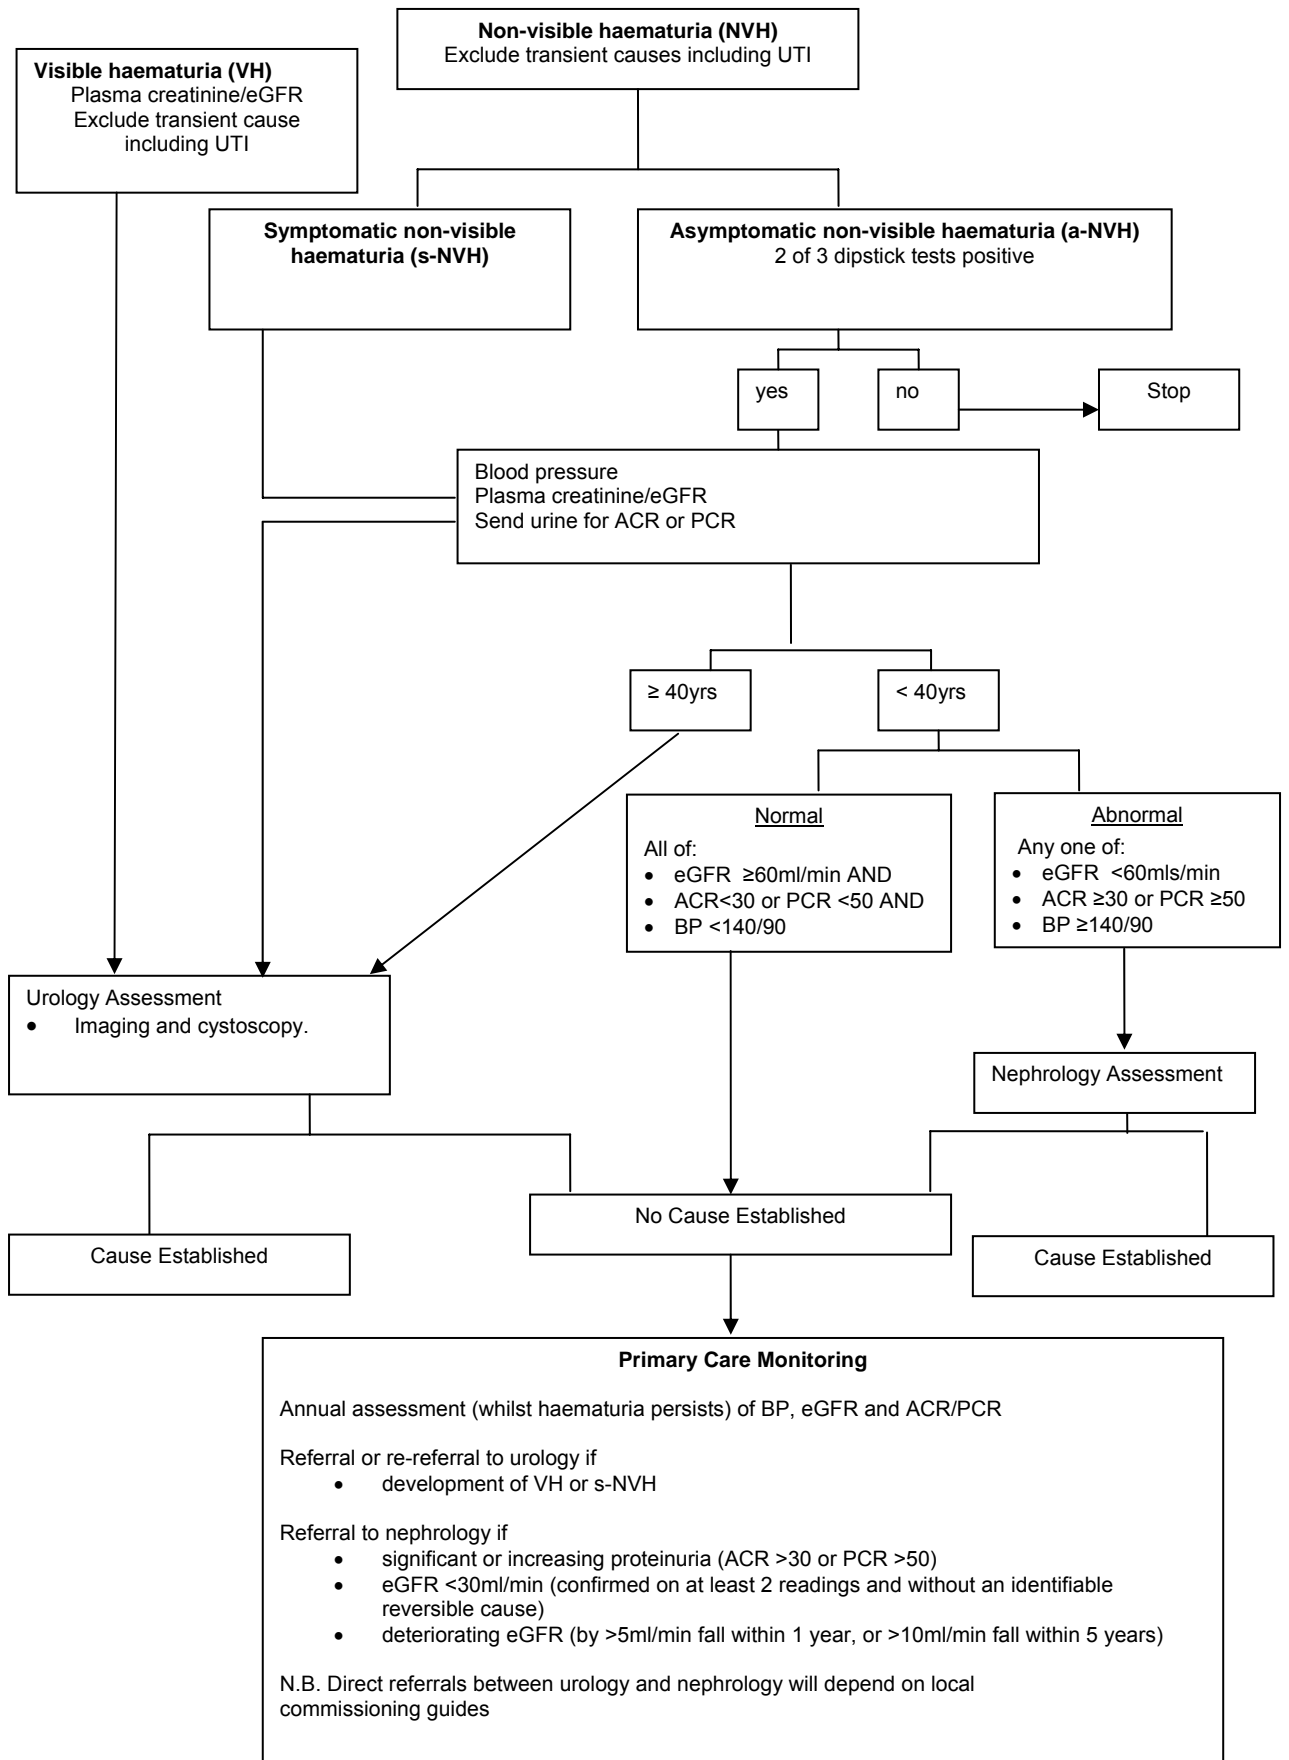 Non-visible haematuria (NVH)
Exclude transient causes including UTI
Visible haematuria (VH)
Plasma creatinine/eGFR
Exclude transient cause
including UTI
Symptomatic non-visible
haematuria (s-NVH)
Asymptomatic non-visible haematuria (a-NVH)
2 of 3 dipstick tests positive
yes
no
Stop
Blood pressure
Plasma creatinine/eGFR
Send urine for ACR or PCR
≥ 40yrs
< 40yrs
Normal
All of:
• eGFR ≥60ml/min AND
• ACR<30 or PCR <50 AND
• BP <140/90
Abnormal
Any one of:
• eGFR <60mls/min
• ACR ≥30 or PCR ≥50
• BP ≥140/90
Urology Assessment
• Imaging and cystoscopy.
Nephrology Assessment
No Cause Established
Cause Established
Cause Established
Primary Care Monitoring
Annual assessment (whilst haematuria persists) of BP, eGFR and ACR/PCR
Referral or re-referral to urology if
• development of VH or s-NVH
Referral to nephrology if
• significant or increasing proteinuria (ACR >30 or PCR >50)
• eGFR <30ml/min (confirmed on at least 2 readings and without an identifiable
reversible cause)
• deteriorating eGFR (by >5ml/min fall within 1 year, or >10ml/min fall within 5 years)
N.B. Direct referrals between urology and nephrology will depend on local
commissioning guides